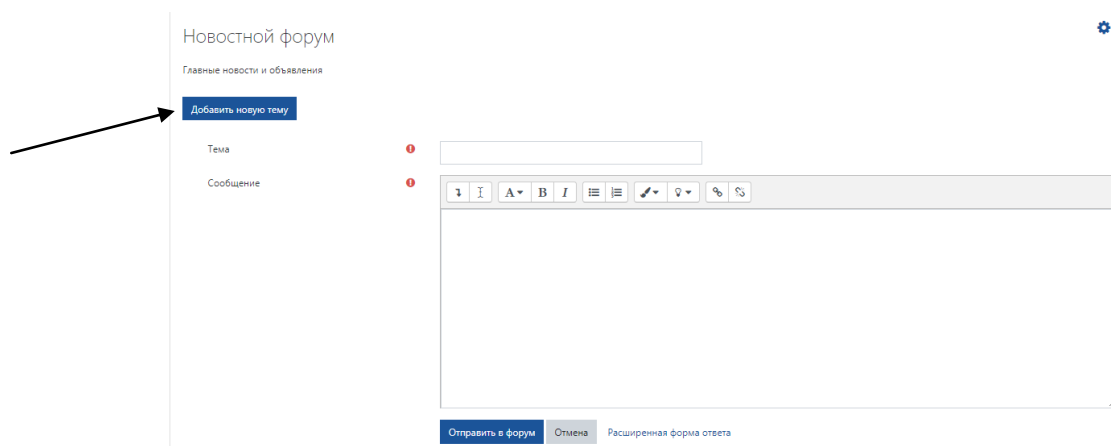 Новостной форум
Главные новости и объявления
Добавить новую тему
Тема
Сообщение
A B I
Отправить в форум Отмена Расширенная форма ответа